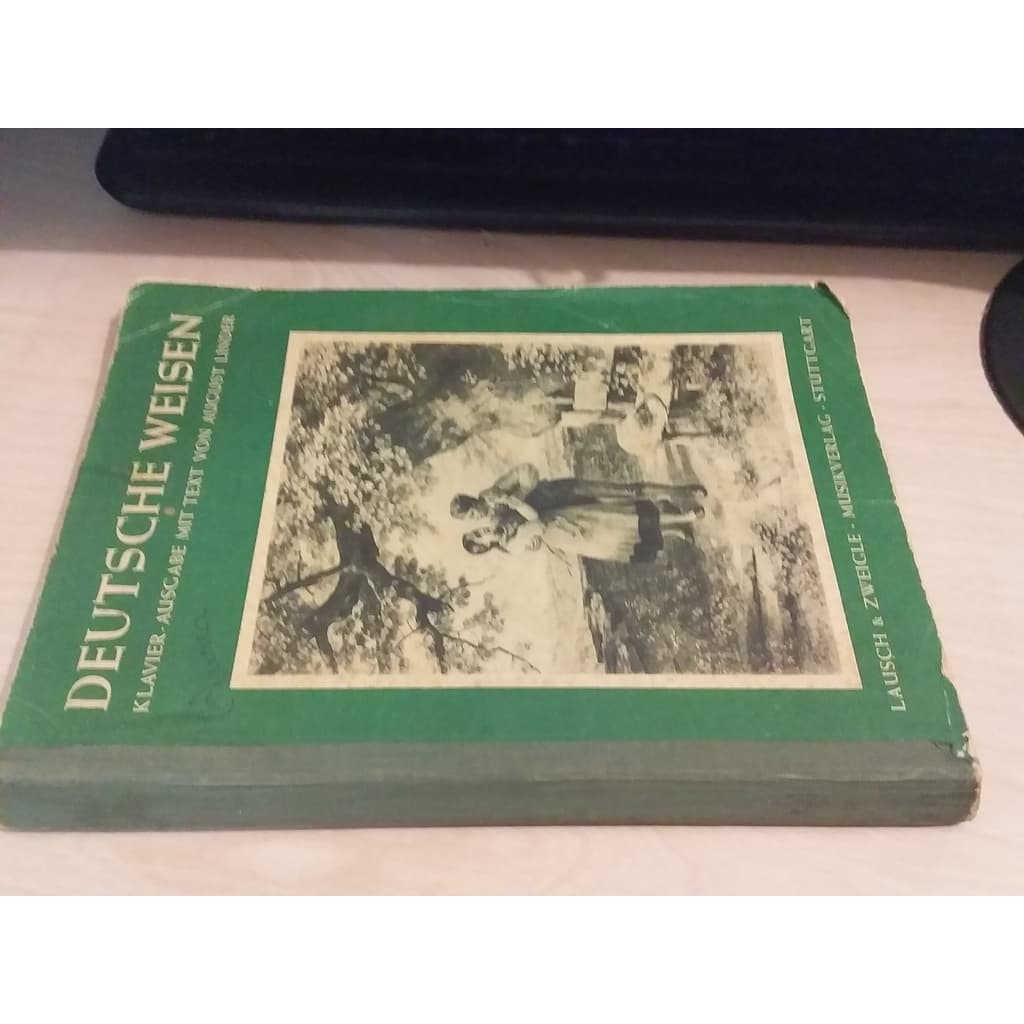 DEUTSCHE WEISEN
KLAVIER-AUSGABE MIT TEXT VON AUGUST LINDER
LAUSCH & ZWEIGLE - MUSIKVERLAG - STUTTGART